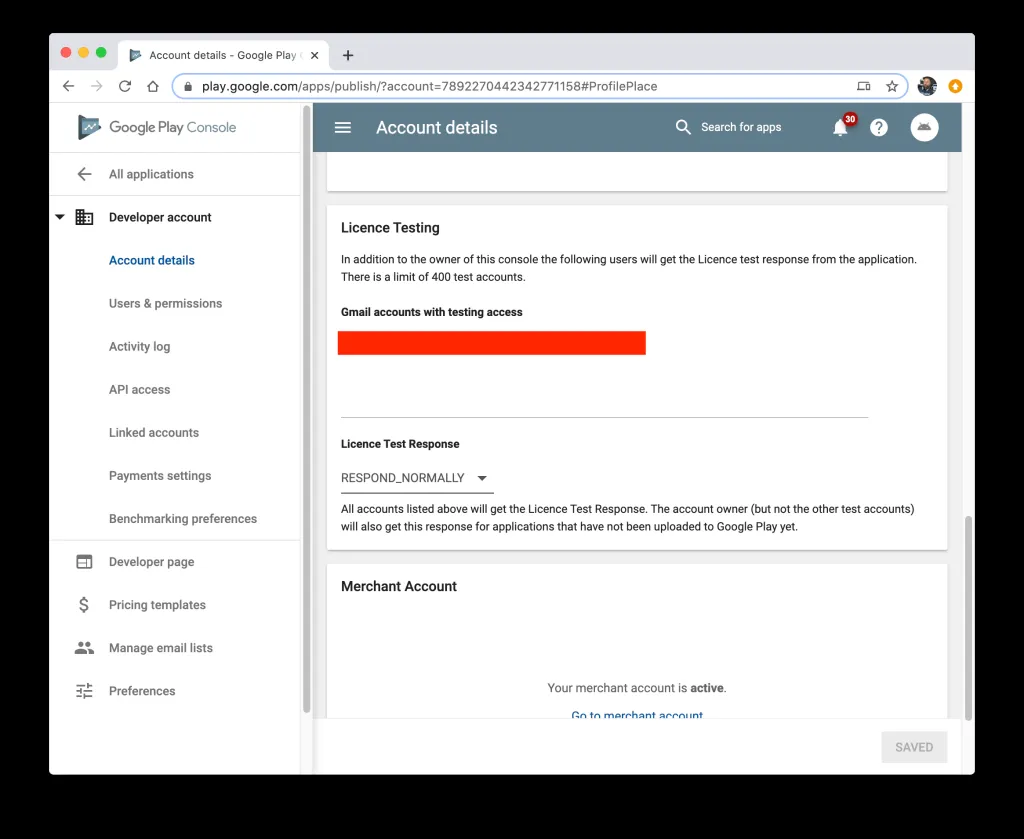 Account details - Google Play C
play.google.com/apps/publish/?account=7892270442342771158#ProfilePlace
Google Play Console
Account details
Search for apps
30
All applications
Developer account
Account details
Users & permissions
Activity log
API access
Linked accounts
Payments settings
Benchmarking preferences
Developer page
Pricing templates
Manage email lists
Preferences
Licence Testing
In addition to the owner of this console the following users will get the Licence test response from the application.
There is a limit of 400 test accounts.
Gmail accounts with testing access
Licence Test Response
RESPOND_NORMALLY
All accounts listed above will get the Licence Test Response. The account owner (but not the other test accounts)
will also get this response for applications that have not been uploaded to Google Play yet.
Merchant Account
Your merchant account is active.
Go to merchant account
SAVED